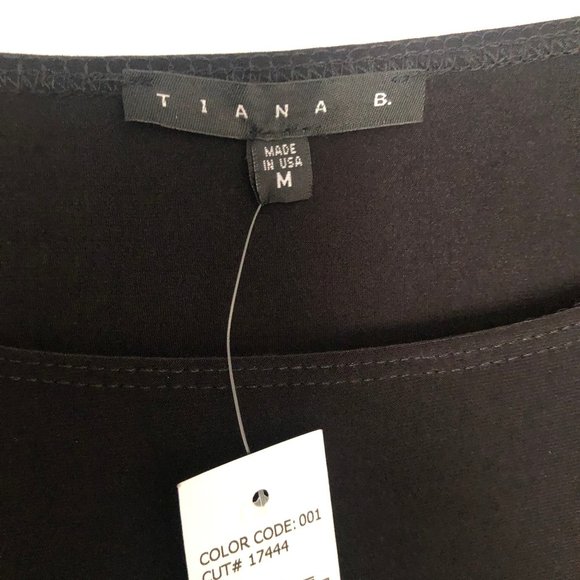 TIANA B.
MADE
IN USA
M
COLOR CODE: 001
CUT# 17444